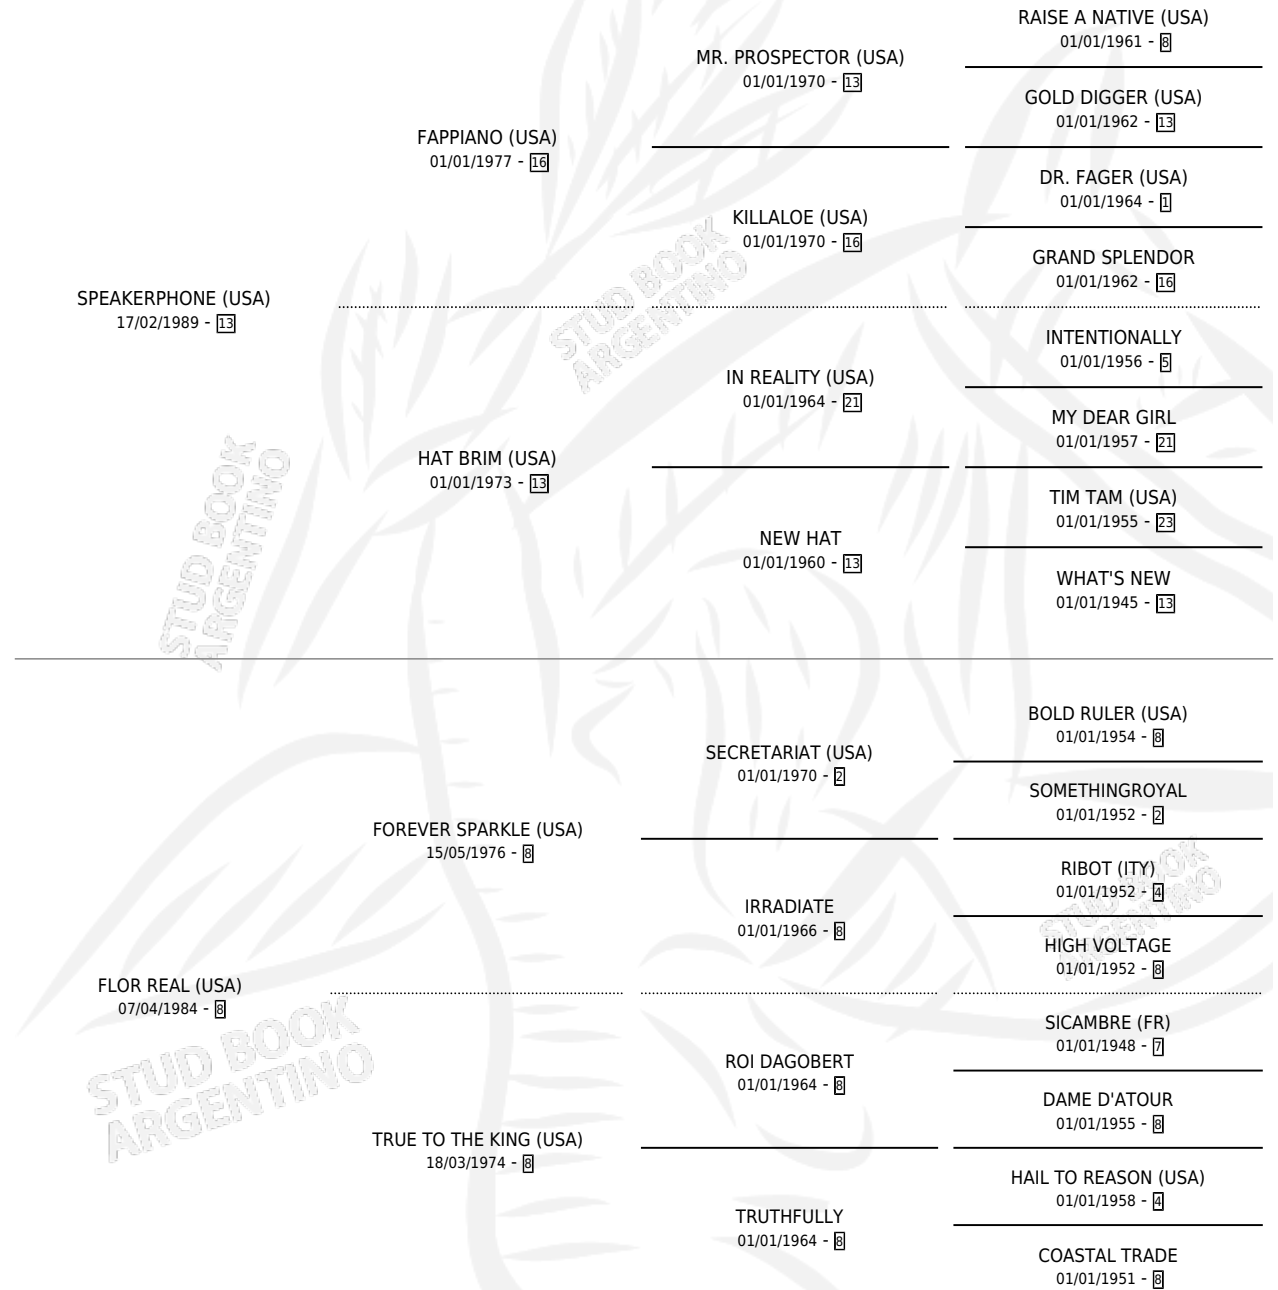 RAISE A NATIVE (USA)
01/01/1961 - 8
MR. PROSPECTOR (USA)
01/01/1970 - 13
GOLD DIGGER (USA)
01/01/1962 - 13
FAPPIANO (USA)
01/01/1977 - 16
DR. FAGER (USA)
01/01/1964 - 1
KILLALOE (USA)
01/01/1970 - 16
GRAND SPLENDOR
01/01/1962 - 16
SPEAKERPHONE (USA)
17/02/1989 - 13
INTENTIONALLY
01/01/1956 - 5
IN REALITY (USA)
01/01/1964 - 21
MY DEAR GIRL
01/01/1957 - 21
HAT BRIM (USA)
01/01/1973 - 13
TIM TAM (USA)
01/01/1955 - 23
NEW HAT
01/01/1960 - 13
WHAT'S NEW
01/01/1945 - 13
BOLD RULER (USA)
01/01/1954 - 8
SECRETARIAT (USA)
01/01/1970 - 2
SOMETHINGROYAL
01/01/1952 - 2
FOREVER SPARKLE (USA)
15/05/1976 - 8
RIBOT (ITY)
01/01/1952 - 4
IRRADIATE
01/01/1966 - 8
HIGH VOLTAGE
01/01/1952 - 8
FLOR REAL (USA)
07/04/1984 - 8
SICAMBRE (FR)
01/01/1948 - 7
ROI DAGOBERT
01/01/1964 - 8
DAME D'ATOUR
01/01/1955 - 8
TRUE TO THE KING (USA)
18/03/1974 - 8
HAIL TO REASON (USA)
01/01/1958 - 4
TRUTHFULLY
01/01/1964 - 8
COASTAL TRADE
01/01/1951 - 8
STUD BOOK
ARGENTINO
STUD BOOK
ARGENTINO
STUD BOOK
ARGENTINO
STUD BOOK
ARGENTINO